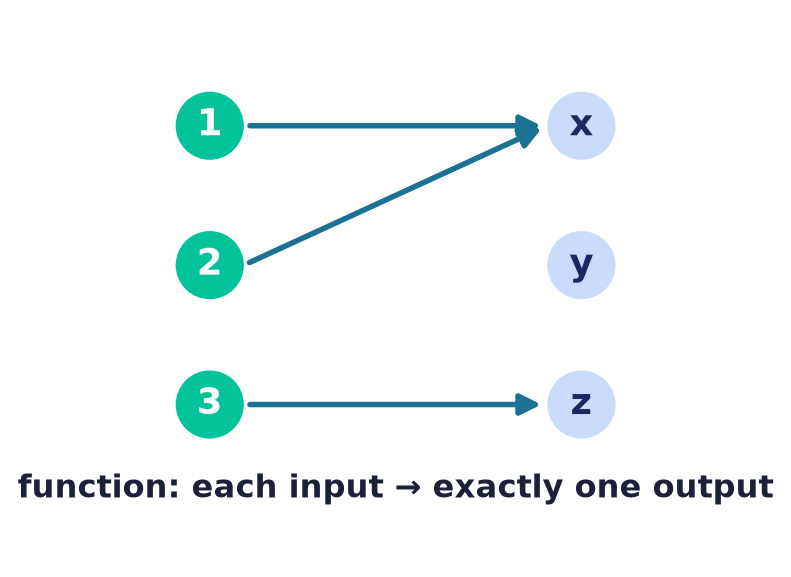 1 x
2 y
3 z
function: each input → exactly one output